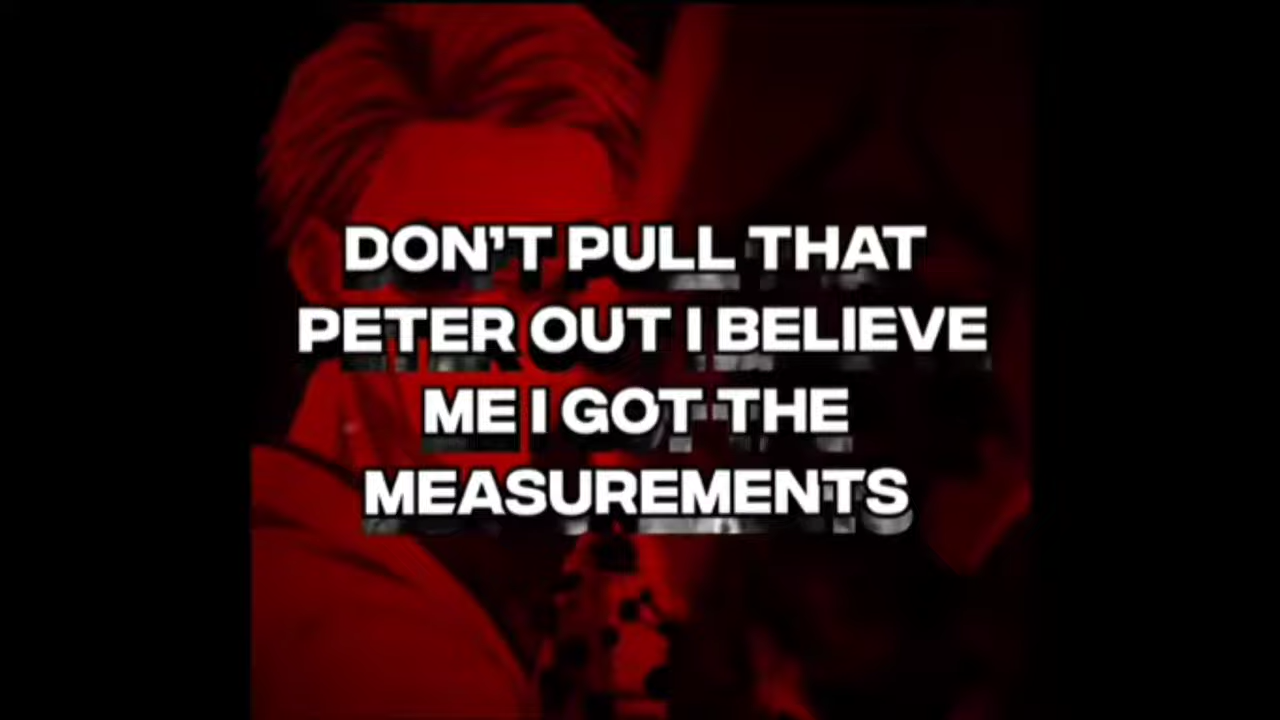 DON'T PULL THAT
PETER OUT I BELIEVE
ME I GOT THE
MEASUREMENTS